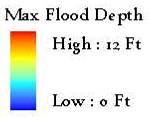 Max Flood Depth
High : 12 Ft
Low : 0 Ft